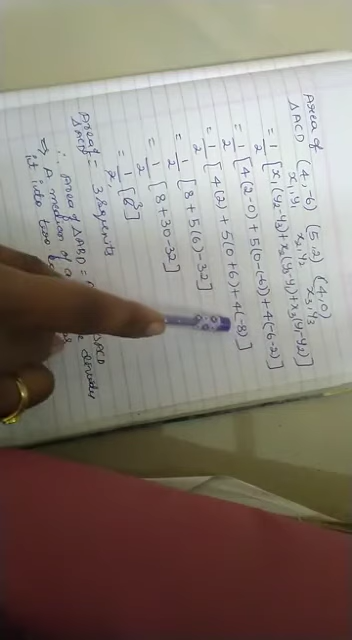 Area of
ΔACD (4,-6) (5,2) (4,0)
x₁,y₁ x₂,y₂ x₃,y₃
= 1/2 [x₁(y₂-y₃)+x₂(y₃-y₁)+x₃(y₁-y₂)]
= 1/2 [4(2-0)+5(0-(-6))+4(-6-2)]
= 1/2 [4(2)+5(0+6)+4(-8)]
= 1/2 [8+5(6)-32]
= 1/2 [8+30-32]
= 1/2 [6] 3
Area of ΔACD = 3 sq.units
∴ Area of ΔABD = ΔACD
⇒ A median of a divides
it into two